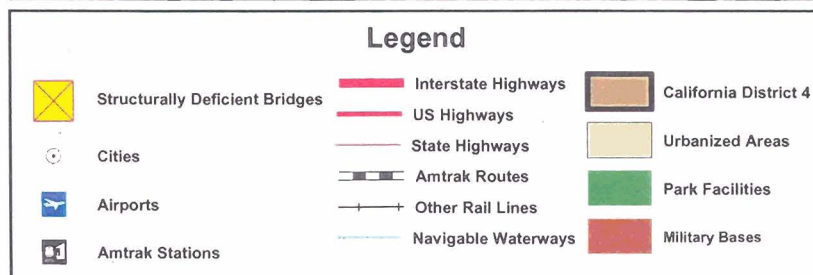 Legend
Structurally Deficient Bridges
Cities
Airports
Amtrak Stations
Interstate Highways
US Highways
State Highways
Amtrak Routes
Other Rail Lines
Navigable Waterways
California District 4
Urbanized Areas
Park Facilities
Military Bases